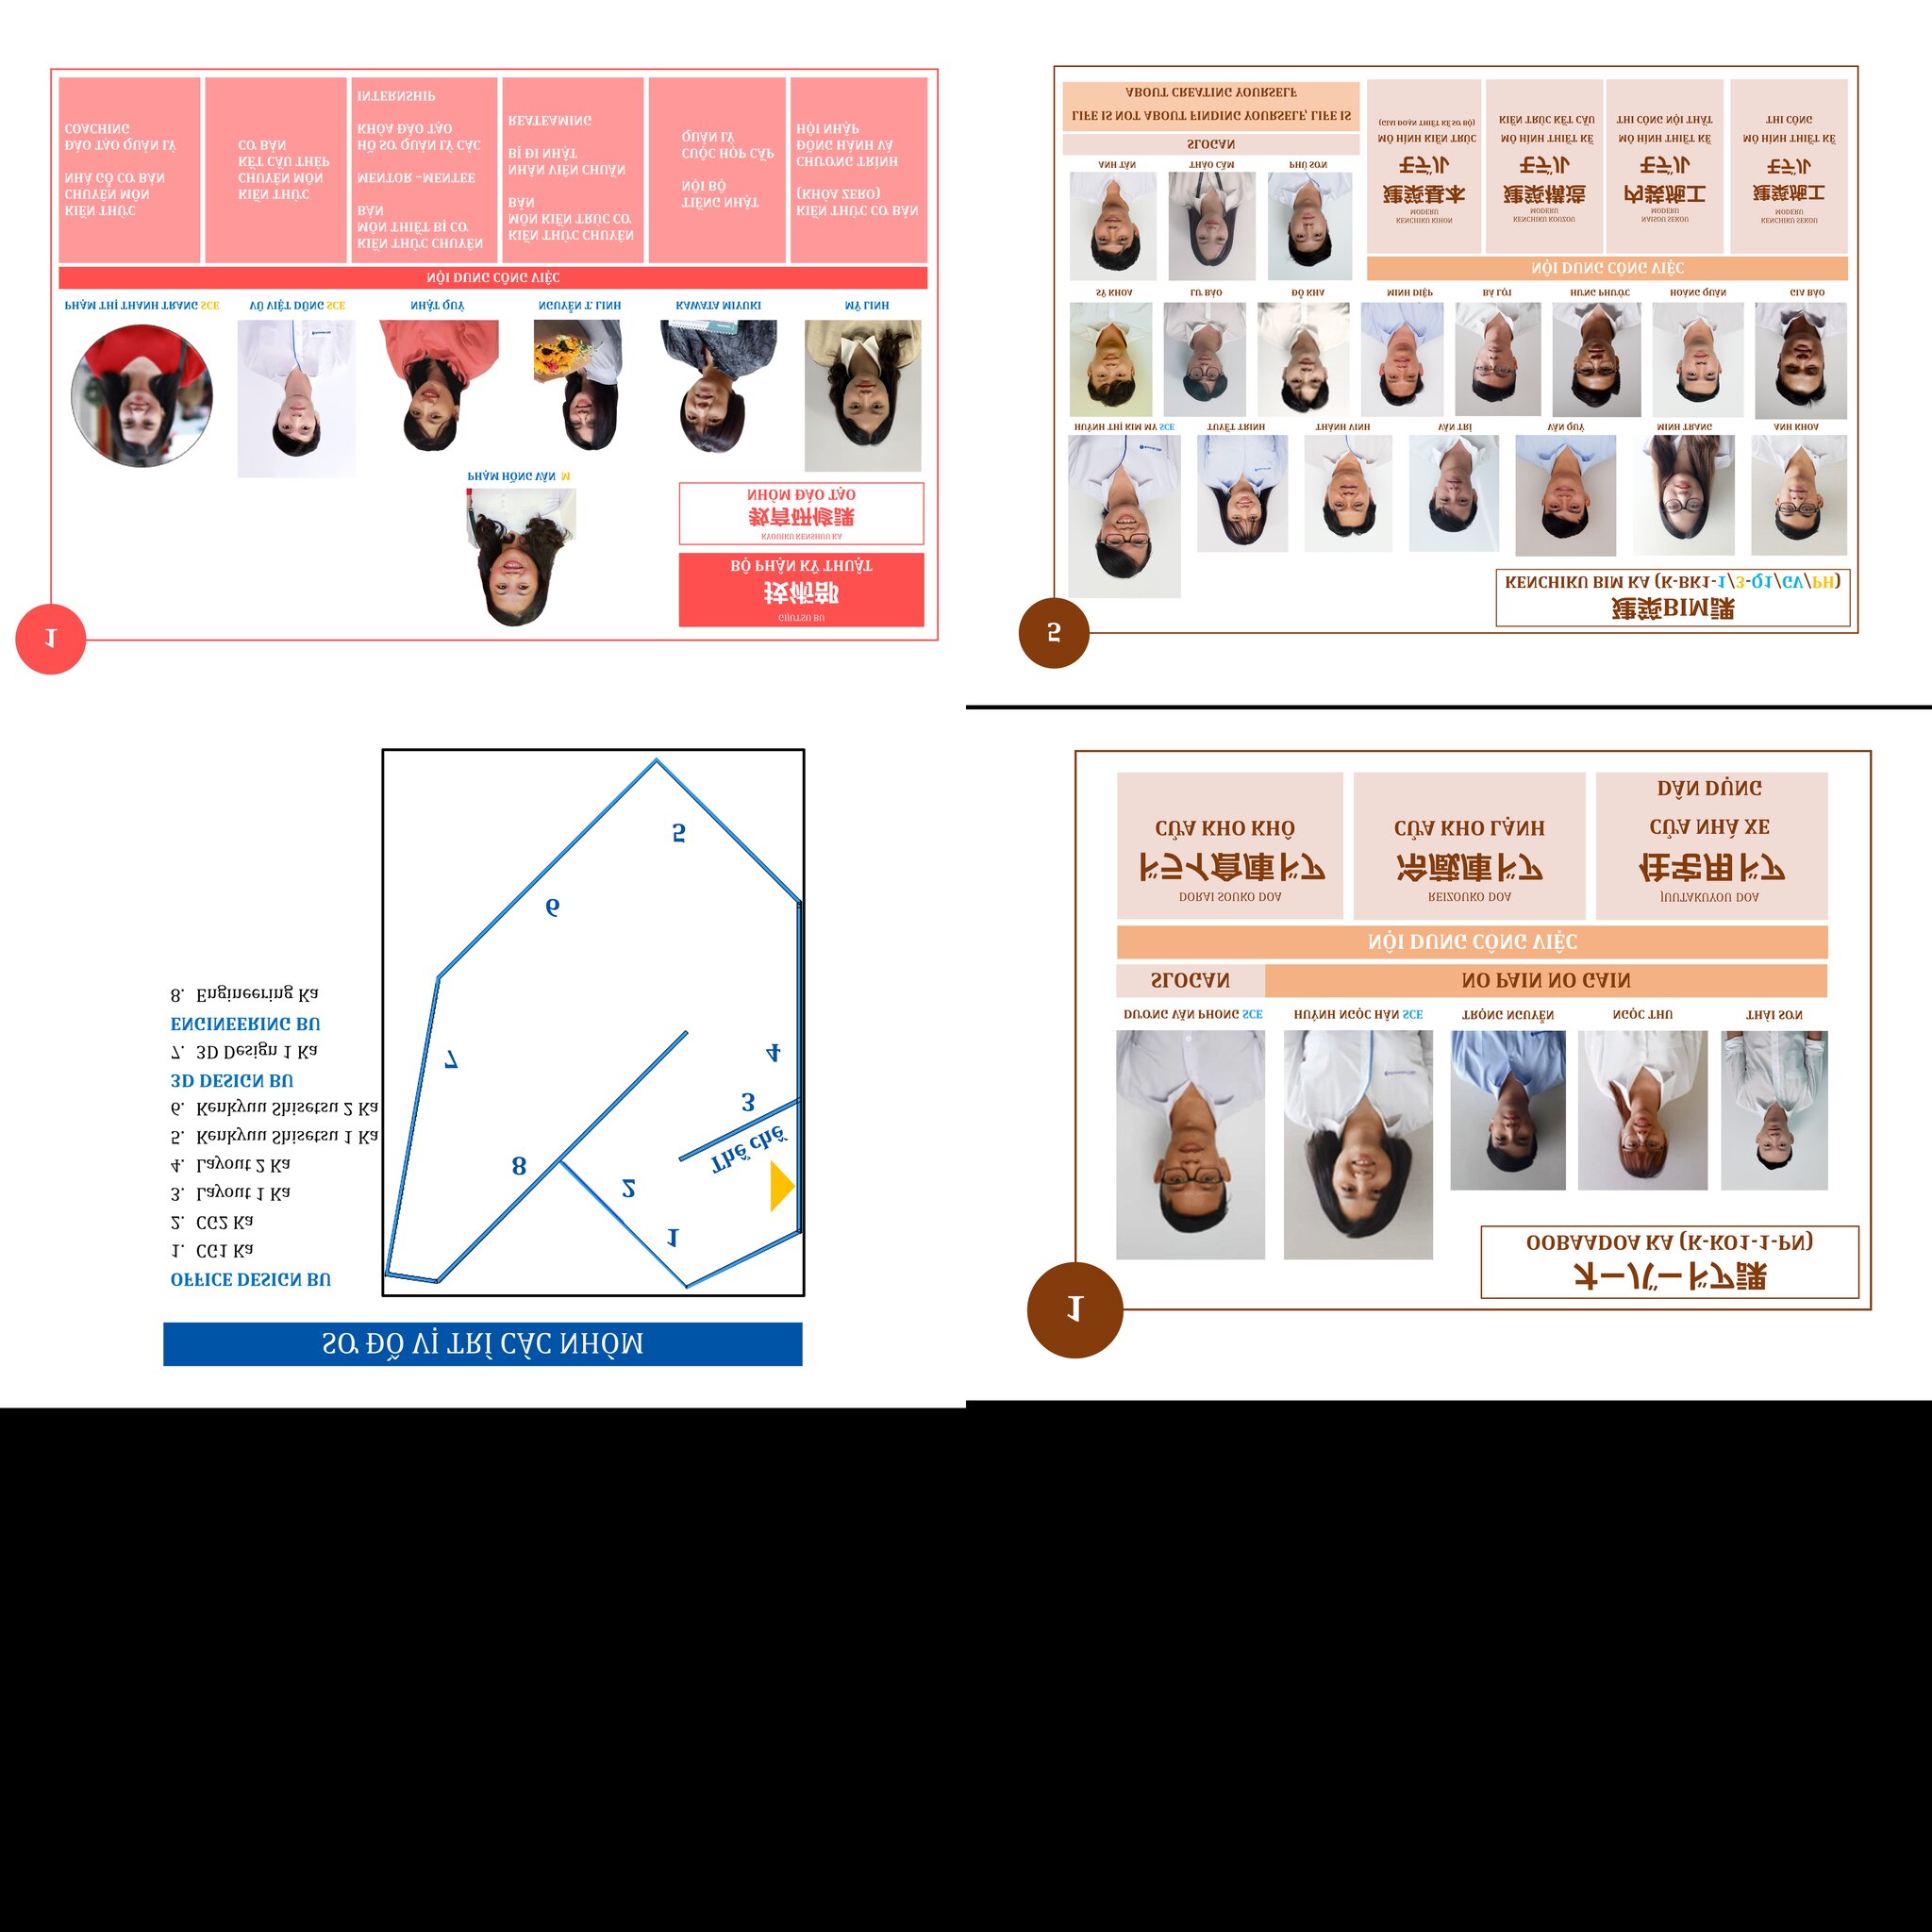 SƠ ĐỒ VỊ TRÍ CÁC NHÓM
OFFICE DESIGN BU
1. CG1 Ka
2. CG2 Ka
3. Layout 1 Ka
4. Layout 2 Ka
5. Kenkyuu Shisetsu 1 Ka
6. Kenkyuu Shisetsu 2 Ka
3D DESIGN BU
7. 3D Design 1 Ka
ENGINEERING BU
8. Engineering Ka
1
2
8
Thể chế
3
4
7
6
5
1
オーバードア課
OOBAADOA KA (K-KO1-1-PN)
DƯƠNG VĂN PHONG SCE
HUỲNH NGỌC HÂN SCE
TRỌNG NGUYỄN
NGỌC THU
THÁI SƠN
SLOGAN
NO PAIN NO GAIN
NỘI DUNG CÔNG VIỆC
DORAI SOUKO DOA
ドライ倉庫ドア
CỬA KHO KHÔ
REIZOUKO DOA
冷蔵庫ドア
CỬA KHO LẠNH
JUUTAKUYOU DOA
住宅用ドア
CỬA NHÀ XE
DÂN DỤNG
1
GIJUTSU BU
技術部
BỘ PHẬN KỸ THUẬT
KYOUIKU KENSHUU KA
教育研修課
NHÓM ĐÀO TẠO
PHẠM HỒNG VÂN M
PHẠM THỊ THANH TRANG SCE
VŨ VIỆT DŨNG SCE
NHẬT QUÝ
NGUYỄN T. LINH
KAWATA MIYUKI
MỸ LINH
NỘI DUNG CÔNG VIỆC
KIẾN THỨC
CHUYÊN MÔN
NHÀ GỖ CƠ BẢN
ĐÀO TẠO QUẢN LÝ
COACHING
KIẾN THỨC
CHUYÊN MÔN
KẾT CẤU THÉP
CƠ BẢN
KIẾN THỨC CHUYÊN
MÔN THIẾT BỊ CƠ
BẢN
MENTOR –MENTEE
HỒ SƠ QUẢN LÝ CÁC
KHÓA ĐÀO TẠO
INTERNSHIP
KIẾN THỨC CHUYÊN
MÔN KIẾN TRÚC CƠ
BẢN
NHÂN VIÊN CHUẨN
BỊ ĐI NHẬT
REATEAMING
TIẾNG NHẬT
NỘI BỘ
CUỘC HỌP CẤP
QUẢN LÝ
KIẾN THỨC CƠ BẢN
(KHÓA ZERO)
CHƯƠNG TRÌNH
ĐỒNG HÀNH VÀ
HỘI NHẬP
5
建築BIM課
KENCHIKU BIM KA (K-BK1-1/3-Q1/GV/PH)
HUỲNH THỊ KIM MY SCE
TUYẾT TRINH
THÀNH VINH
VĂN TRÍ
VĂN QUÝ
MINH TRANG
ANH KHOA
SỸ KHOA
LƯ BẢO
ĐÔ KHA
MINH DIỆP
BÁ LỢI
HƯNG PHƯỚC
HOÀNG QUÂN
GIA BẢO
ANH TÂN
THẢO CẦM
PHÚ SƠN
SLOGAN
LIFE IS NOT ABOUT FINDING YOURSELF, LIFE IS
ABOUT CREATING YOURSELF
NỘI DUNG CÔNG VIỆC
KENCHIKU KIHON
MODERU
建築基本
モデル
MÔ HÌNH KIẾN TRÚC
(GIAI ĐOẠN THIẾT KẾ SƠ BỘ)
KENCHIKU KOUZOU
MODERU
建築構造
モデル
MÔ HÌNH THIẾT KẾ
KIẾN TRÚC KẾT CẤU
NAISOU SEKOU
MODERU
内装施工
モデル
MÔ HÌNH THIẾT KẾ
THI CÔNG NỘI THẤT
KENCHIKU SEKOU
MODERU
建築施工
モデル
MÔ HÌNH THIẾT KẾ
THI CÔNG